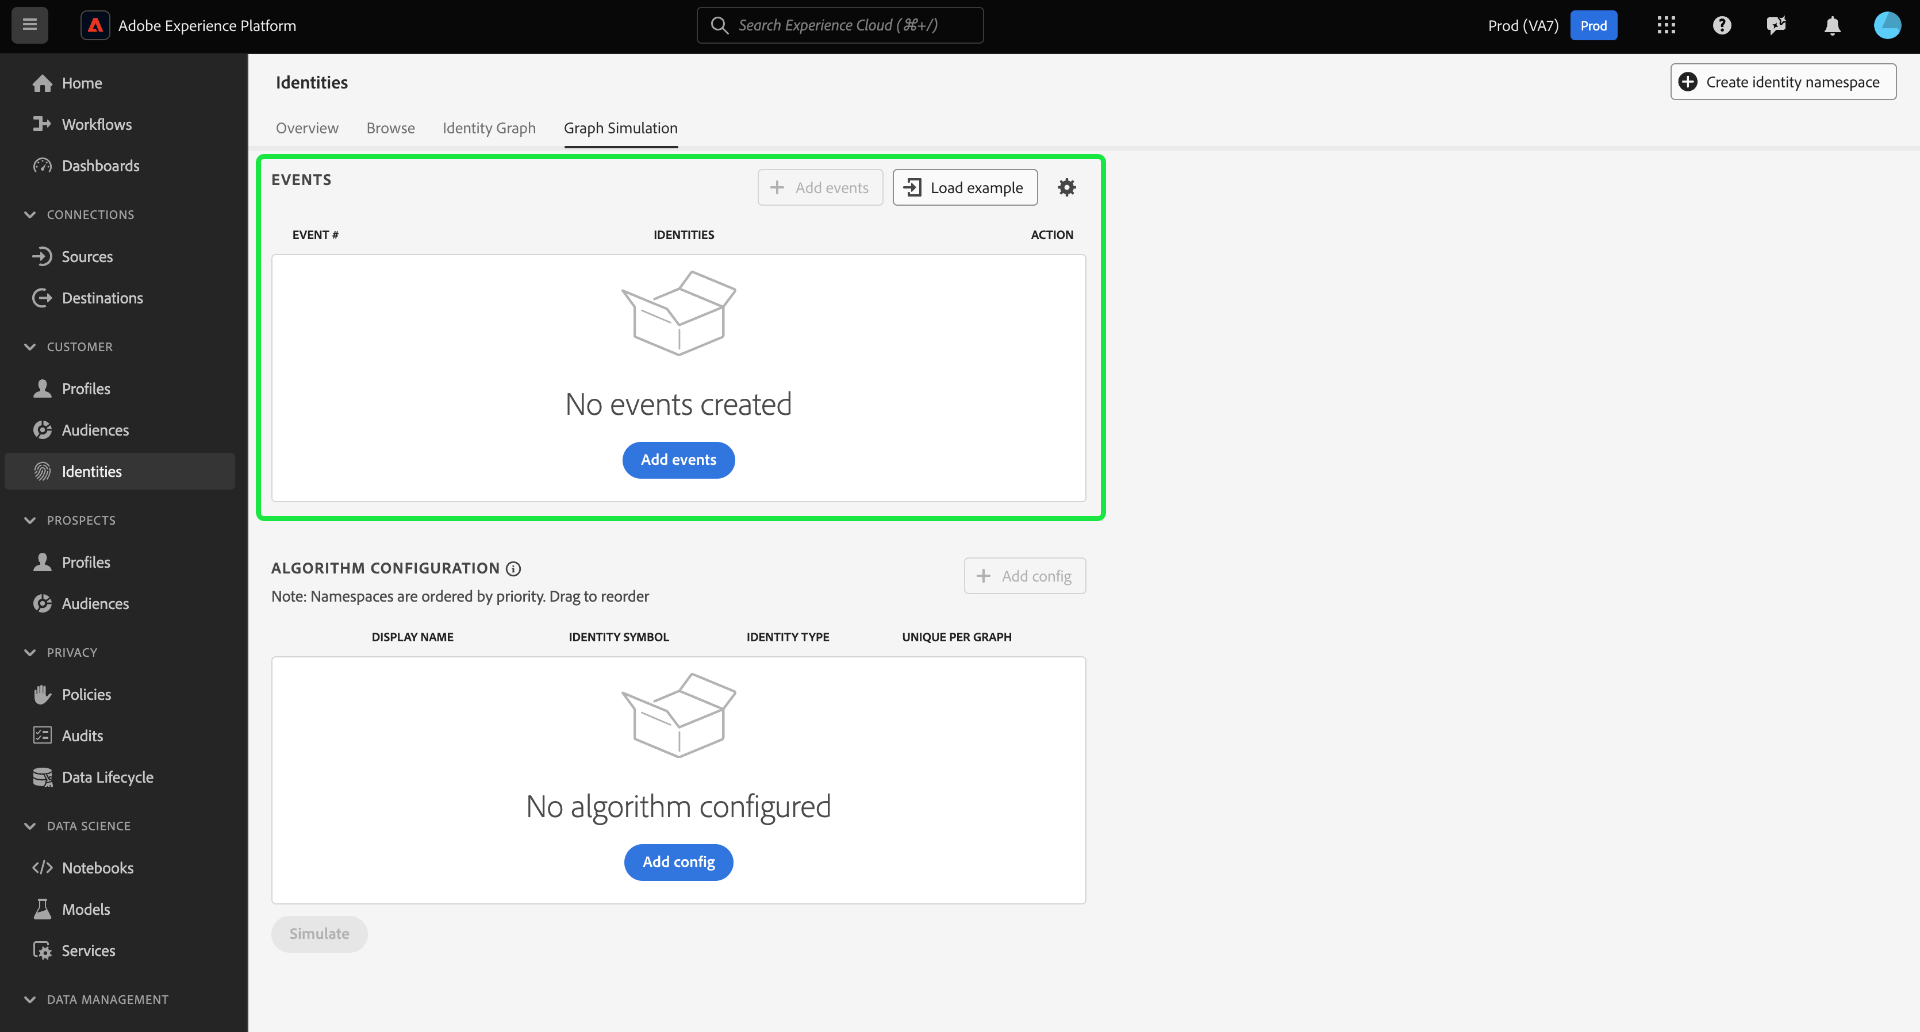 Adobe Experience Platform
Search Experience Cloud (⌘+/)
Prod (VA7)
Prod
Home
Workflows
Dashboards
CONNECTIONS
Sources
Destinations
CUSTOMER
Profiles
Audiences
Identities
PROSPECTS
Profiles
Audiences
PRIVACY
Policies
Audits
Data Lifecycle
DATA SCIENCE
Notebooks
Models
Services
DATA MANAGEMENT
Identities
Create identity namespace
Overview
Browse
Identity Graph
Graph Simulation
EVENTS
Add events
Load example
EVENT #
IDENTITIES
ACTION
No events created
Add events
ALGORITHM CONFIGURATION
Add config
Note: Namespaces are ordered by priority. Drag to reorder
DISPLAY NAME
IDENTITY SYMBOL
IDENTITY TYPE
UNIQUE PER GRAPH
No algorithm configured
Add config
Simulate